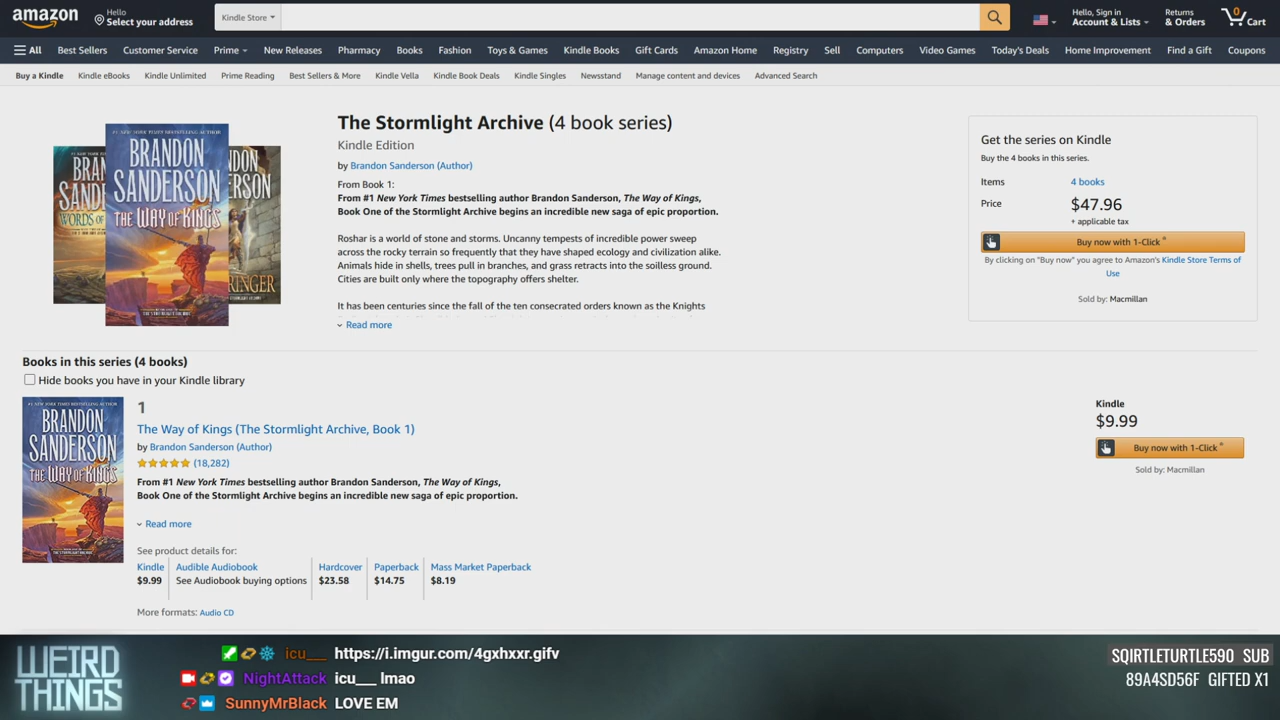 amazon
Hello
Select your address
Kindle Store
Hello, Sign in
Account & Lists
Returns
& Orders
0
Cart
All
Best Sellers
Customer Service
Prime
New Releases
Pharmacy
Books
Fashion
Toys & Games
Kindle Books
Gift Cards
Amazon Home
Registry
Sell
Computers
Video Games
Today's Deals
Home Improvement
Find a Gift
Coupons
Buy a Kindle
Kindle eBooks
Kindle Unlimited
Prime Reading
Best Sellers & More
Kindle Vella
Kindle Book Deals
Kindle Singles
Newsstand
Manage content and devices
Advanced Search
#1 NEW YORK TIMES BESTSELLING AUTHOR
BRANDON
SANDERSON
THE WAY OF KINGS
The Stormlight Archive (4 book series)
Kindle Edition
by Brandon Sanderson (Author)
From Book 1:
From #1 New York Times bestselling author Brandon Sanderson, The Way of Kings,
Book One of the Stormlight Archive begins an incredible new saga of epic proportion.
Roshar is a world of stone and storms. Uncanny tempests of incredible power sweep
across the rocky terrain so frequently that they have shaped ecology and civilization alike.
Animals hide in shells, trees pull in branches, and grass retracts into the soilless ground.
Cities are built only where the topography offers shelter.
It has been centuries since the fall of the ten consecrated orders known as the Knights
Read more
Get the series on Kindle
Buy the 4 books in this series.
Items
4 books
Price
$47.96
+ applicable tax
Buy now with 1-Click ®
By clicking on "Buy now" you agree to Amazon's Kindle Store Terms of
Use
Sold by: Macmillan
Books in this series (4 books)
Hide books you have in your Kindle library
BRANDON
SANDERSON
THE WAY OF KINGS
1
The Way of Kings (The Stormlight Archive, Book 1)
by Brandon Sanderson (Author)
(18,282)
From #1 New York Times bestselling author Brandon Sanderson, The Way of Kings,
Book One of the Stormlight Archive begins an incredible new saga of epic proportion.
Read more
See product details for:
Kindle
$9.99
Audible Audiobook
See Audiobook buying options
Hardcover
$23.58
Paperback
$14.75
Mass Market Paperback
$8.19
More formats: Audio CD
Kindle
$9.99
Buy now with 1-Click ®
Sold by: Macmillan
WEIRD
THINGS
icu___ https://i.imgur.com/4gxhxxr.gifv
NightAttack icu___ lmao
SunnyMrBlack LOVE EM
SQIRTLETURTLE590 SUB
89A4SD56F GIFTED X1